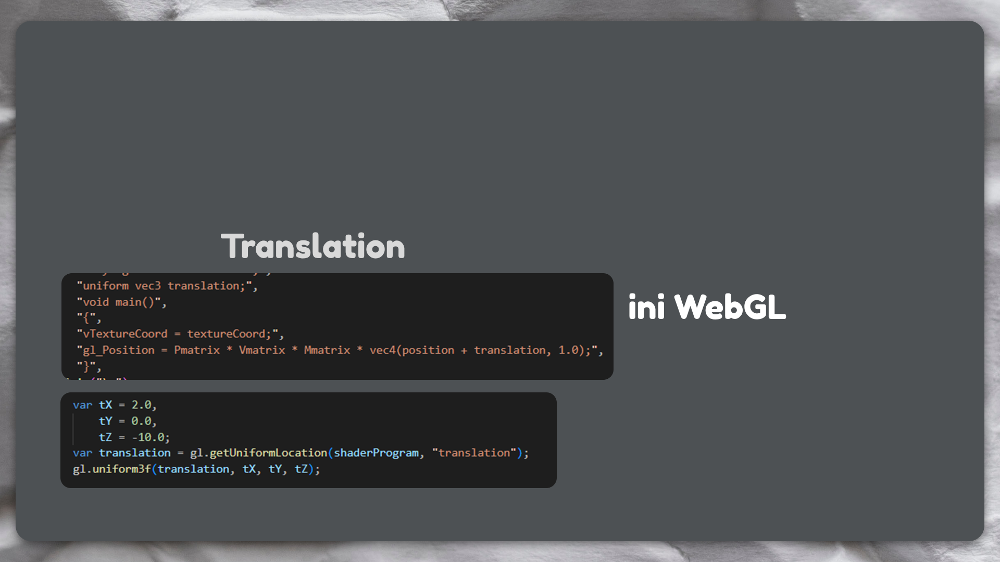 Translation
"uniform vec3 translation;",
"void main()",
"{",
"vTextureCoord = textureCoord;",
"gl_Position = Pmatrix * Vmatrix * Mmatrix * vec4(position + translation, 1.0);",
"}",
ini WebGL
var tX = 2.0,
tY = 0.0,
tZ = -10.0;
var translation = gl.getUniformLocation(shaderProgram, "translation");
gl.uniform3f(translation, tX, tY, tZ);